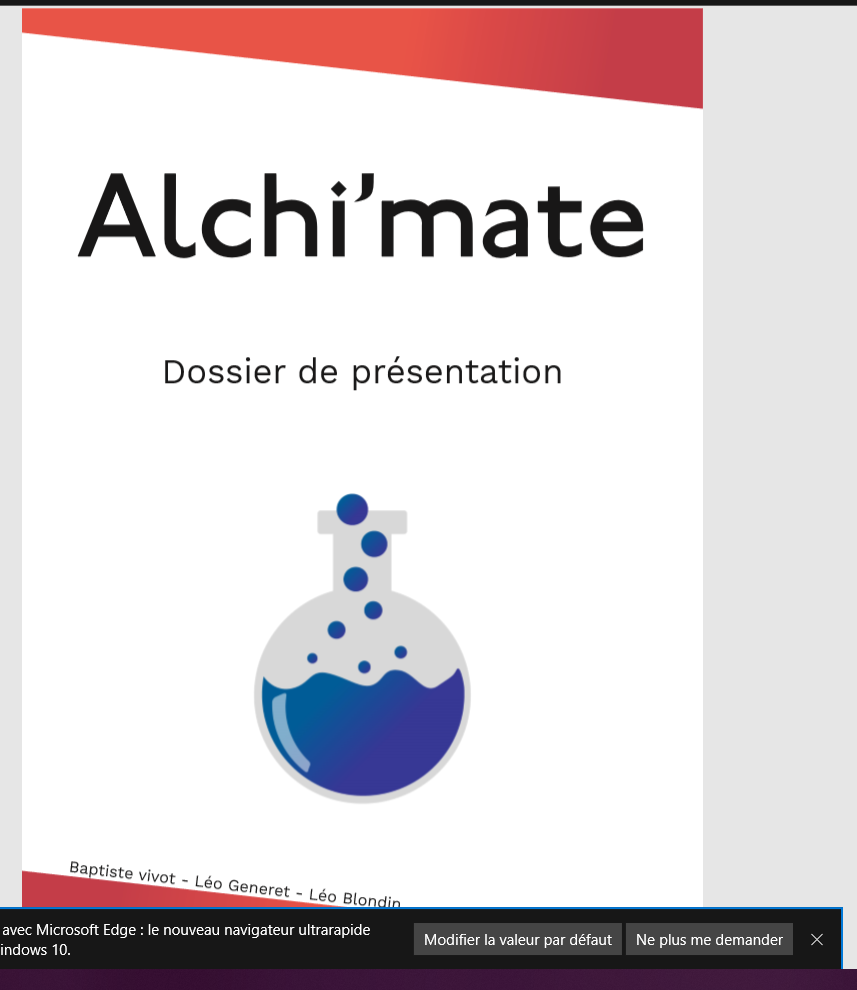 Alchi’mate
Dossier de présentation
Baptiste vivot - Léo Generet - Léo Blondin
avec Microsoft Edge : le nouveau navigateur ultrarapide
indows 10.
Modifier la valeur par défaut
Ne plus me demander